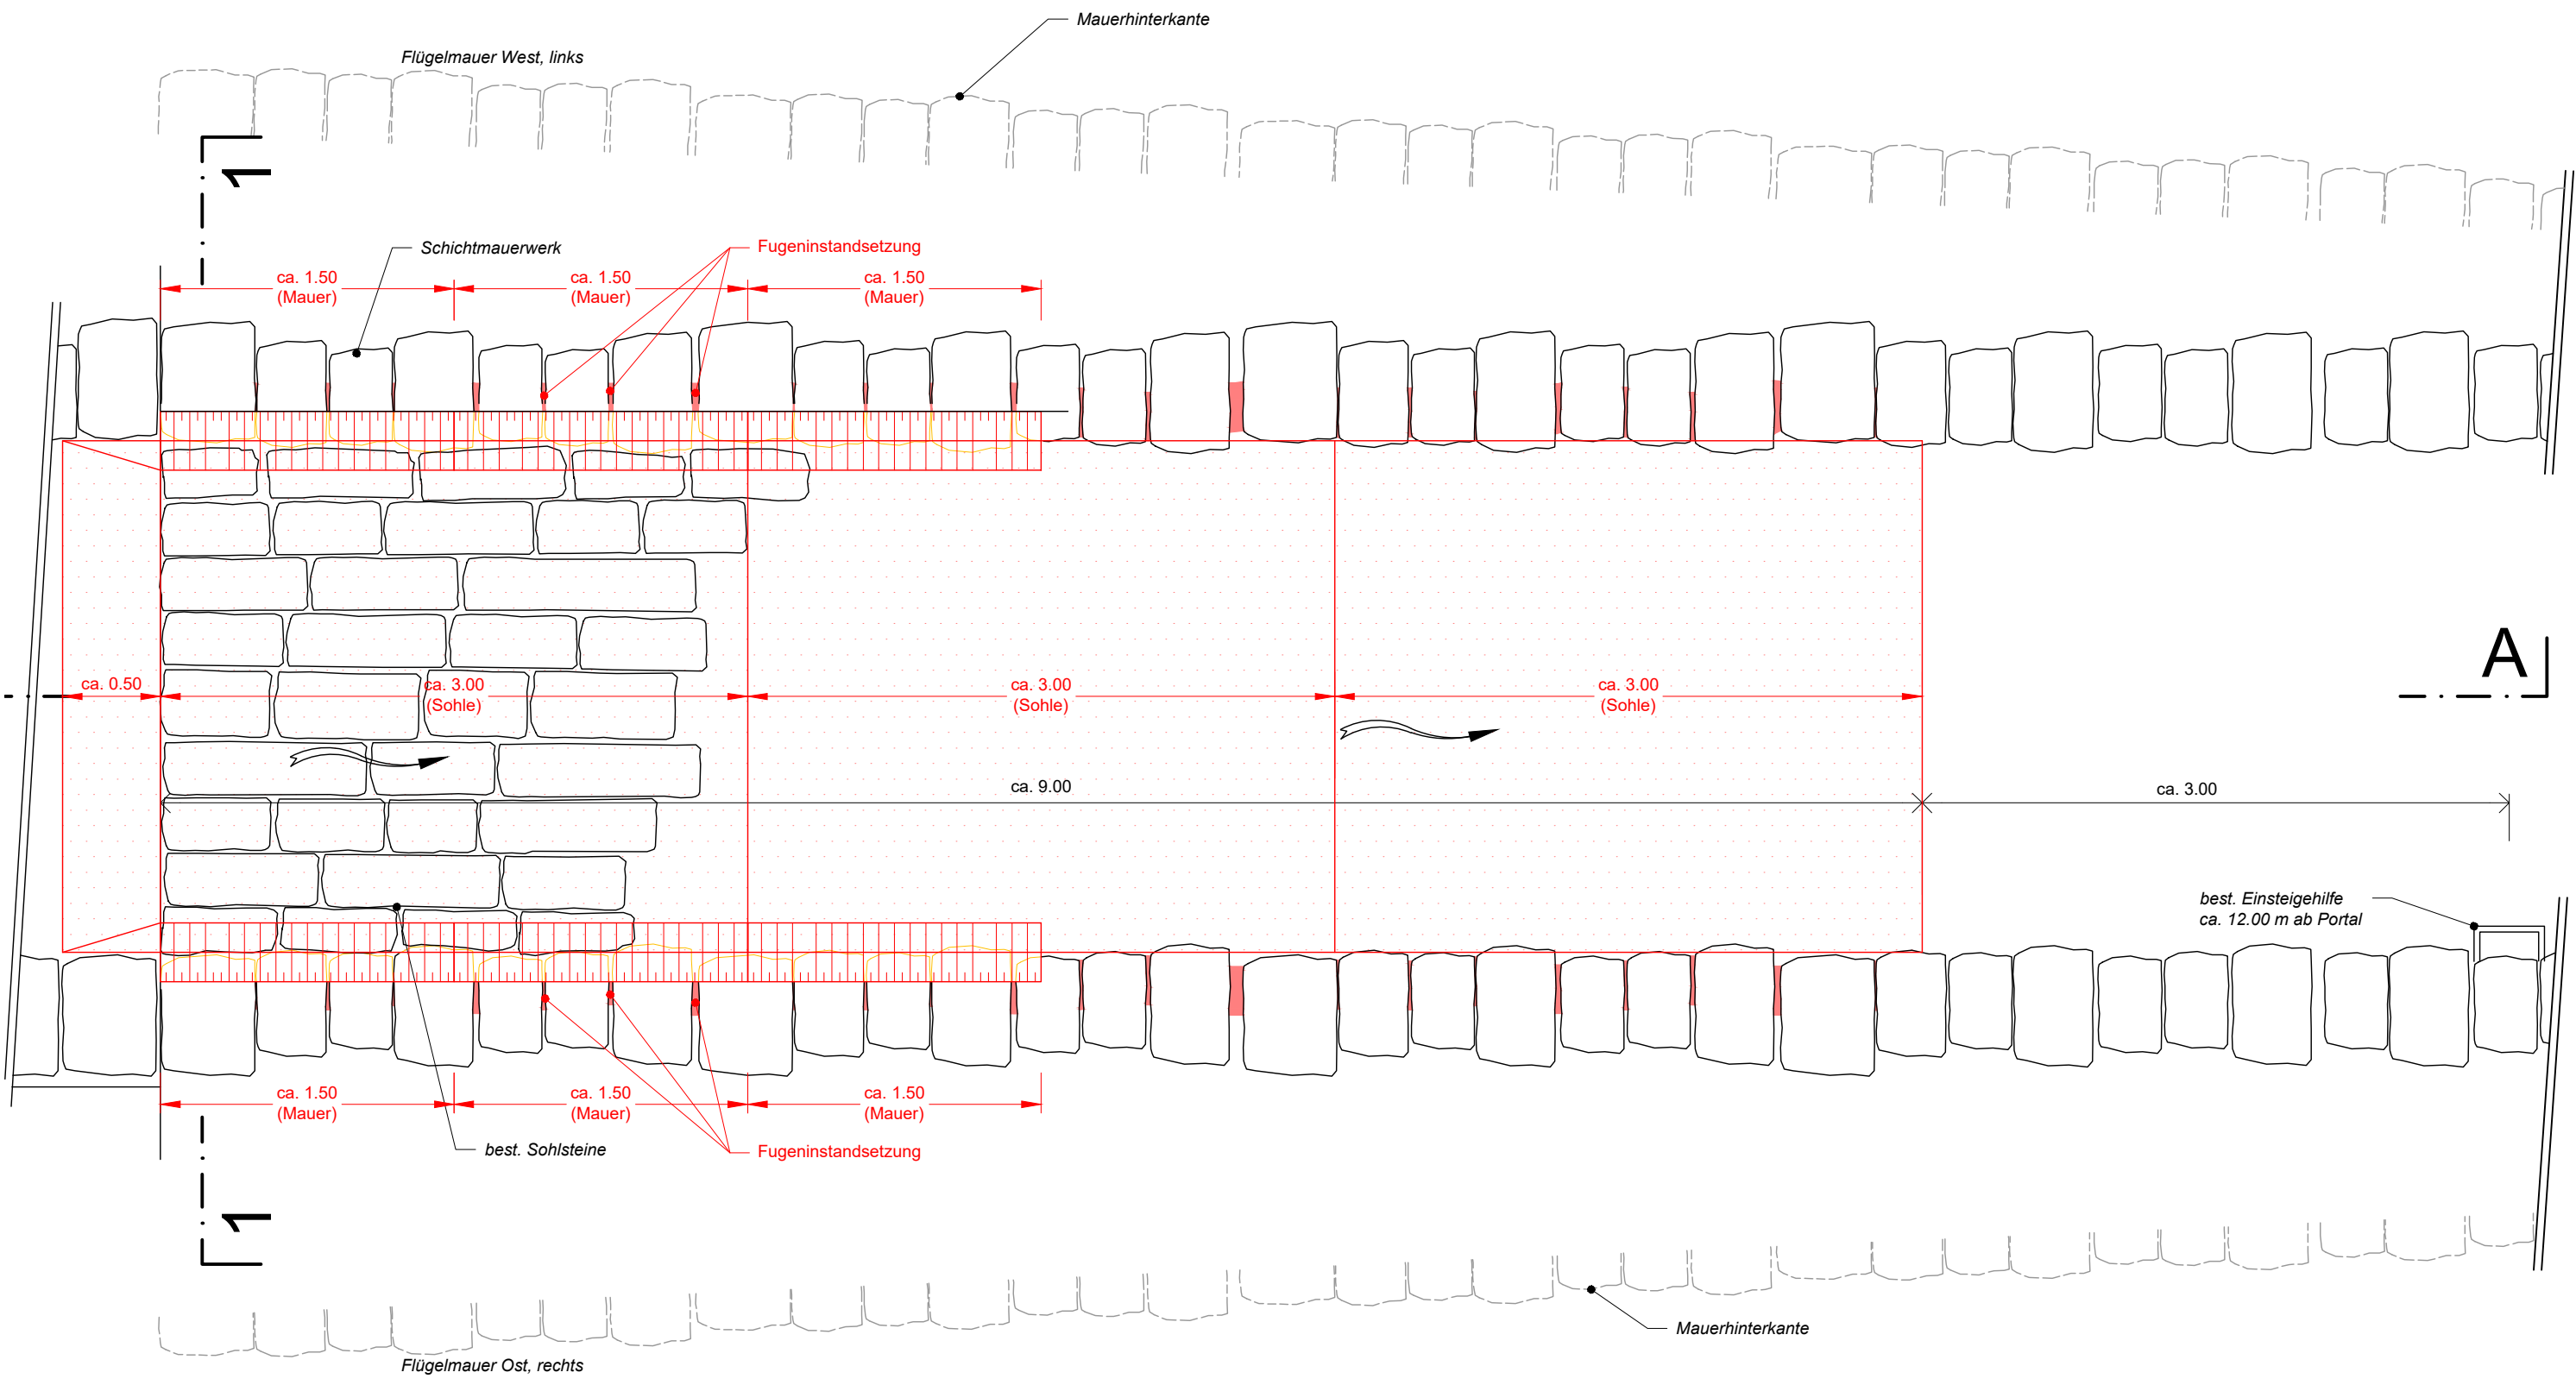 Mauerhinterkante
Flügelmauer West, links
1
Schichtmauerwerk
Fugeninstandsetzung
ca. 1.50
(Mauer)
ca. 1.50
(Mauer)
ca. 1.50
(Mauer)
A
ca. 0.50
ca. 3.00
(Sohle)
ca. 3.00
(Sohle)
ca. 3.00
(Sohle)
ca. 9.00
ca. 3.00
best. Einsteigehilfe
ca. 12.00 m ab Portal
ca. 1.50
(Mauer)
ca. 1.50
(Mauer)
ca. 1.50
(Mauer)
best. Sohlsteine
Fugeninstandsetzung
1
Mauerhinterkante
Flügelmauer Ost, rechts